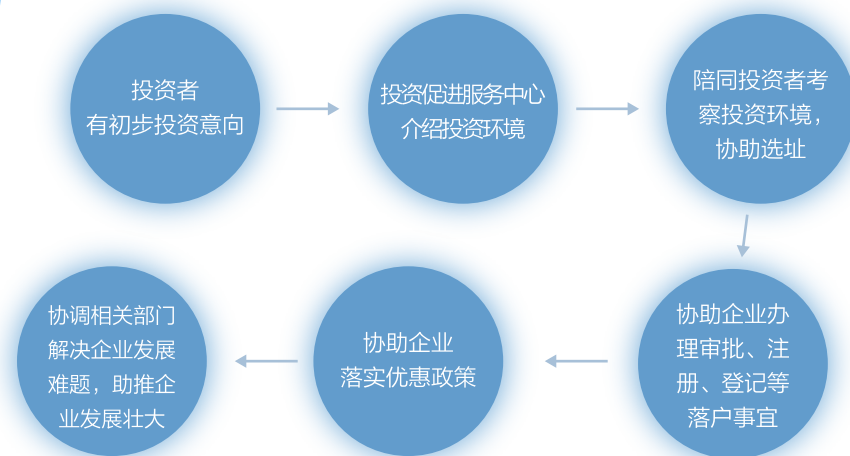 投资者
有初步投资意向
投资促进服务中心
介绍投资环境
陪同投资者考
察投资环境，
协助选址
协助企业办
理审批、注
册、登记等
落户事宜
协助企业
落实优惠政策
协调相关部门
解决企业发展
难题，助推企
业发展壮大